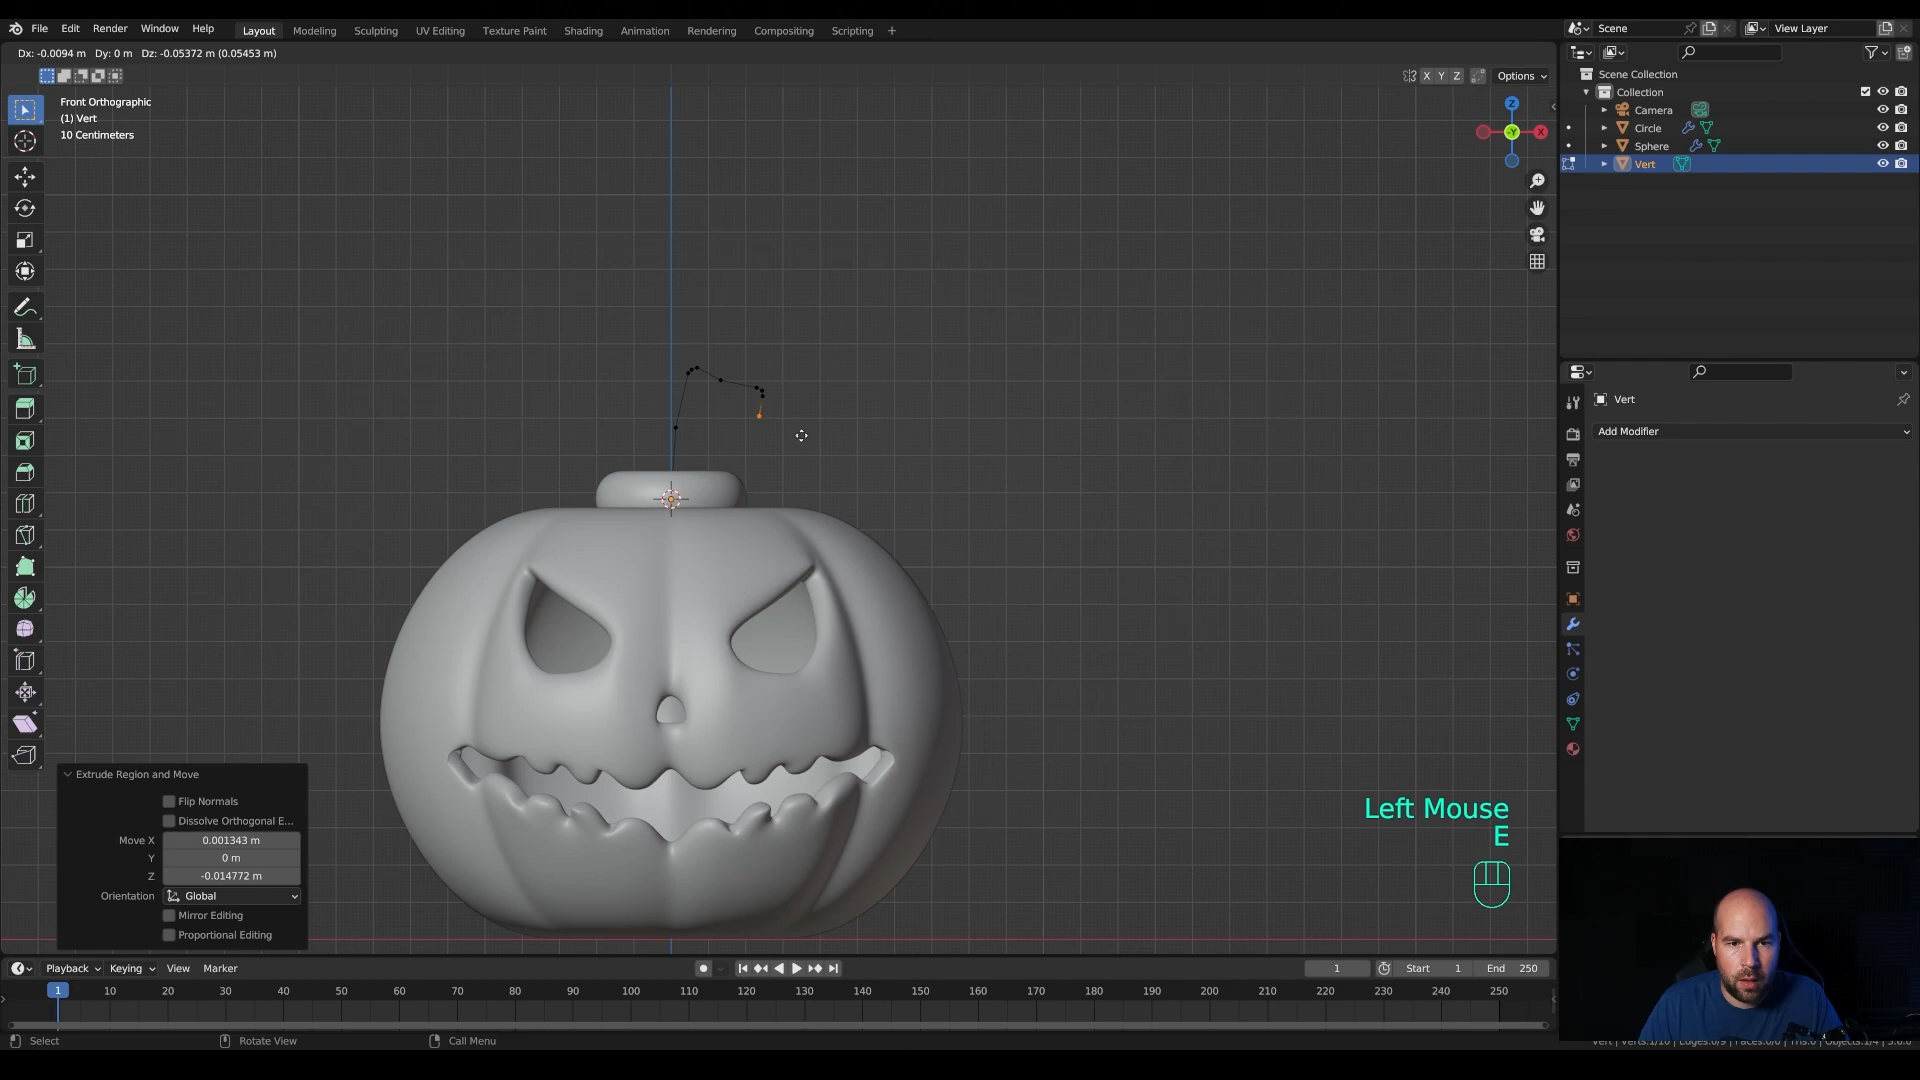 File Edit Render Window Help Layout Modeling Sculpting UV Editing Texture Paint Shading Animation Rendering Compositing Scripting +
Scene
View Layer
Dx: -0.0094 m Dy: 0 m Dz: -0.05372 m (0.05453 m)
X Y Z
Options
Front Orthographic
(1) Vert
10 Centimeters
Z
-Y
X
Scene Collection
Collection
Camera
Circle
Sphere
Vert
Vert
Add Modifier
Extrude Region and Move
Flip Normals
Dissolve Orthogonal E...
Move X 0.001343 m
Y 0 m
Z -0.014772 m
Orientation Global
Mirror Editing
Proportional Editing
Left Mouse
E
Playback Keying View Marker
1
Start 1
End 250
1 10 20 30 40 50 60 70 80 90 100 110 120 130 140 150 160 170 180 190 200 210 220 230 240 250
Select
Rotate View
Call Menu